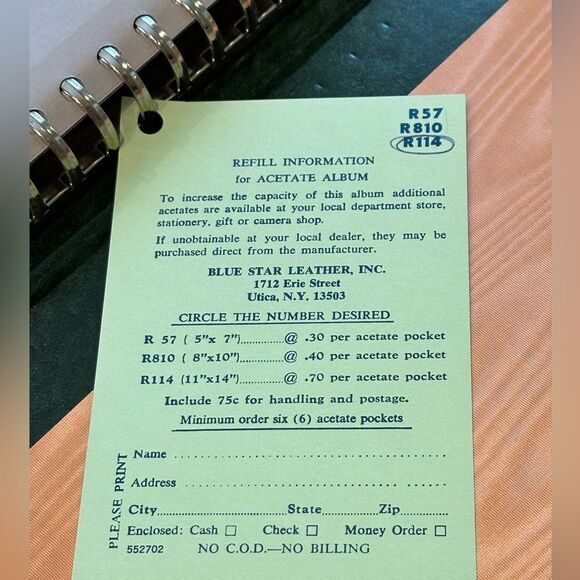 R57
R810
R114
REFILL INFORMATION
for ACETATE ALBUM
To increase the capacity of this album additional
acetates are available at your local department store,
stationery, gift or camera shop.
If unobtainable at your local dealer, they may be
purchased direct from the manufacturer.
BLUE STAR LEATHER, INC.
1712 Erie Street
Utica, N.Y. 13503
CIRCLE THE NUMBER DESIRED
R 57 ( 5"x 7")............@ .30 per acetate pocket
R810 ( 8"x10")............@ .40 per acetate pocket
R114 (11"x14")............@ .70 per acetate pocket
Include 75c for handling and postage.
Minimum order six (6) acetate pockets
PLEASE PRINT
Name ........................................
Address ........................................
City..............................State...............Zip............
Enclosed: Cash □ Check □ Money Order □
552702 NO C.O.D.—NO BILLING